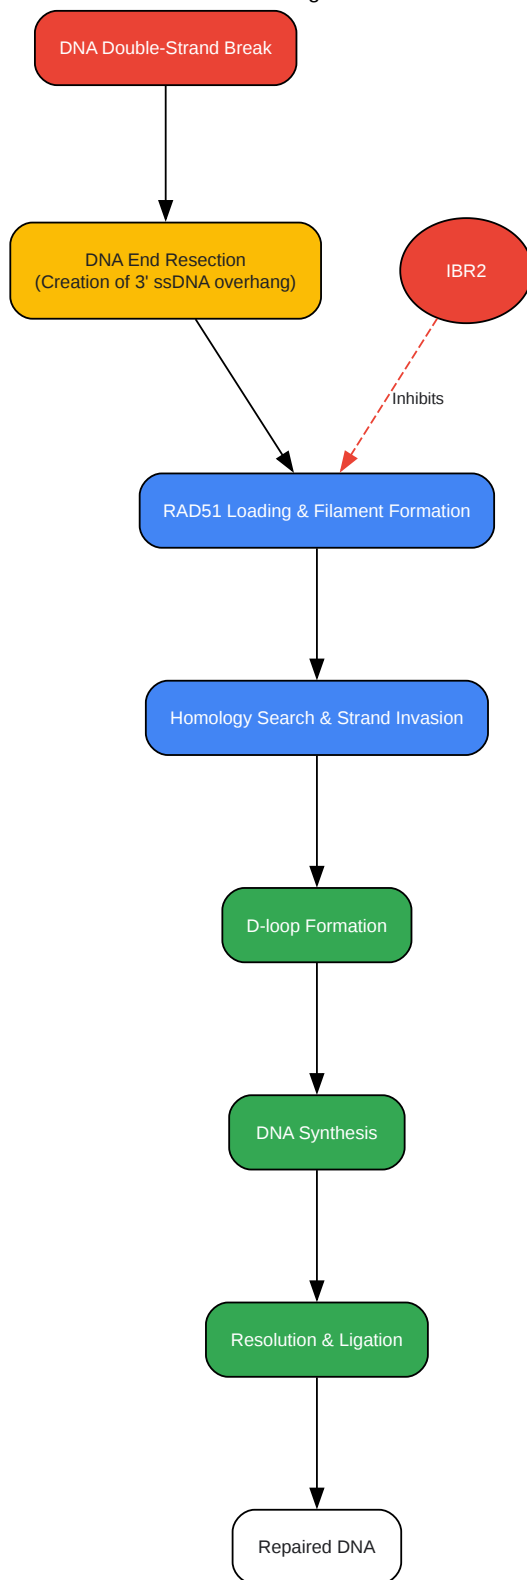 DNA Double-Strand Break
DNA End Resection
(Creation of 3' ssDNA overhang)
IBR2
Inhibits
RAD51 Loading & Filament Formation
Homology Search & Strand Invasion
D-loop Formation
DNA Synthesis
Resolution & Ligation
Repaired DNA